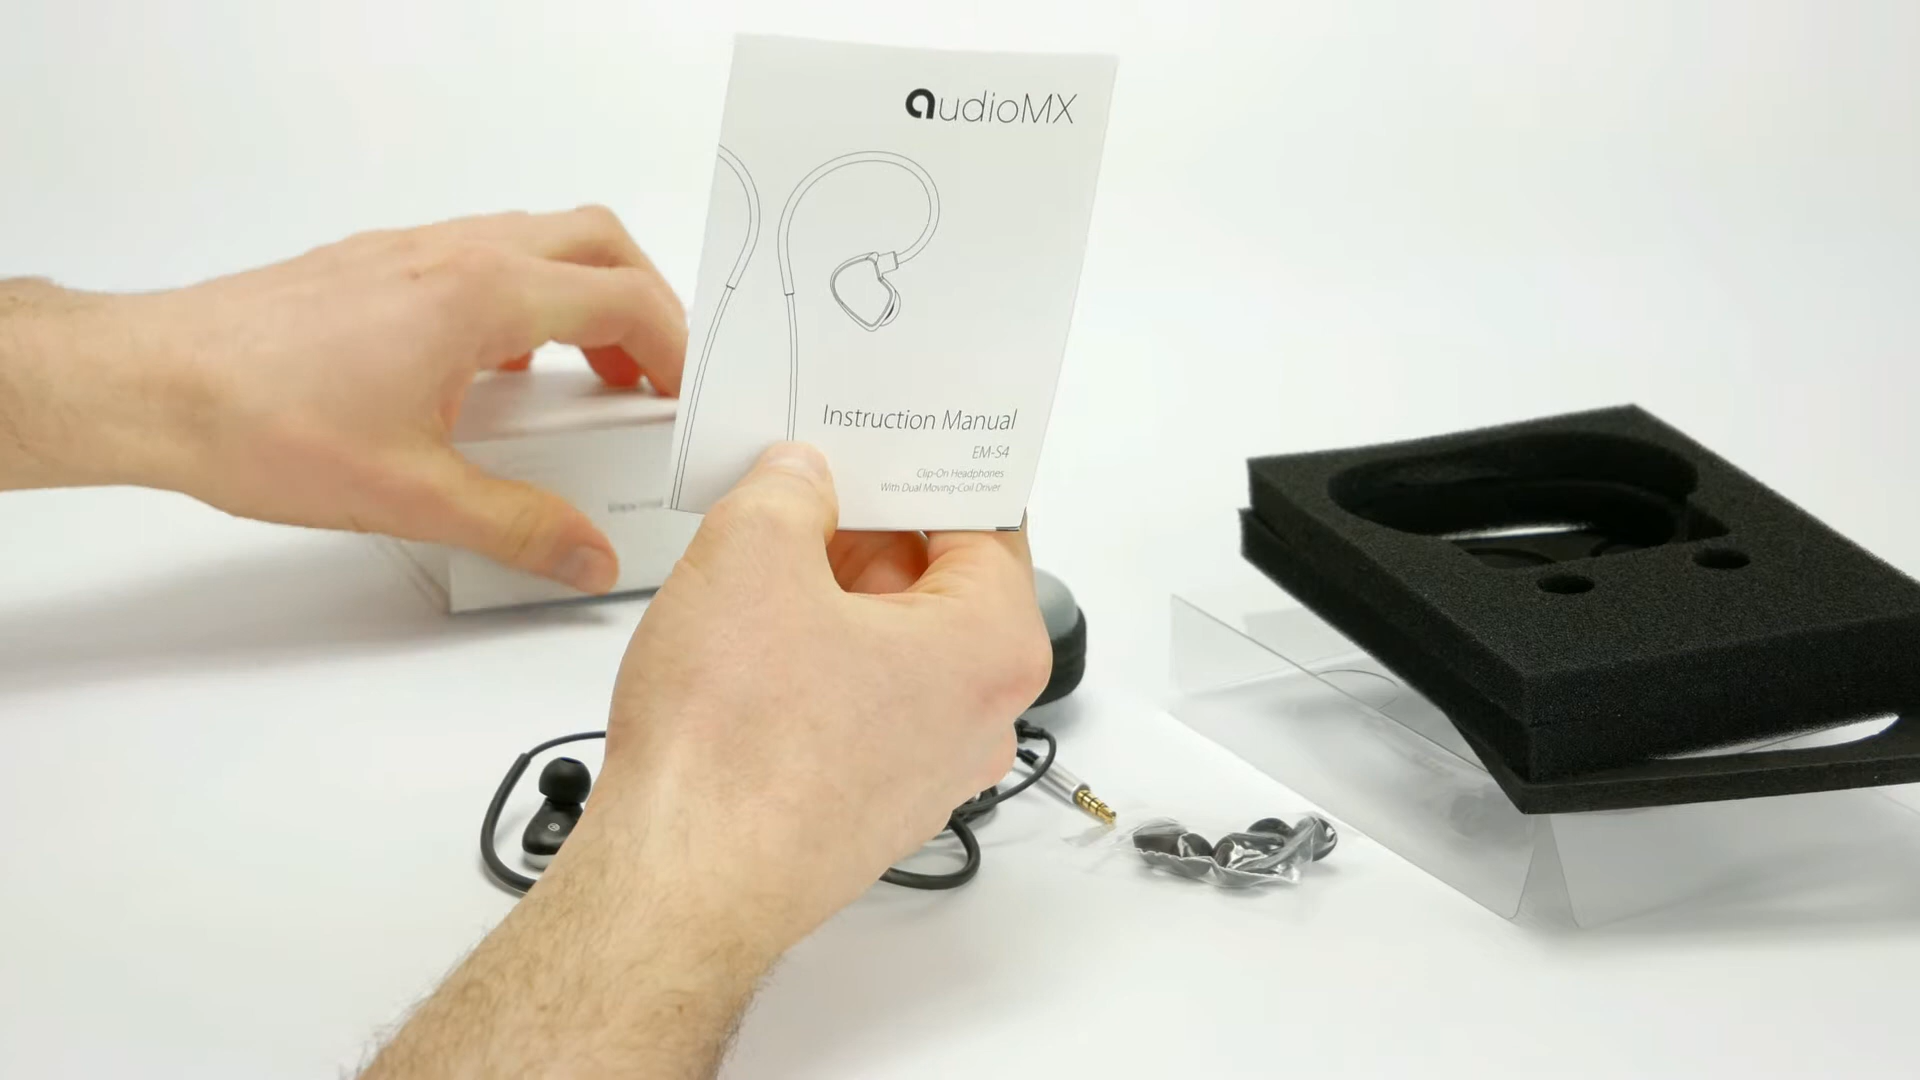 audioMX
Instruction Manual
EM-S4
Clip-On Headphones
With Dual Moving-Coil Driver